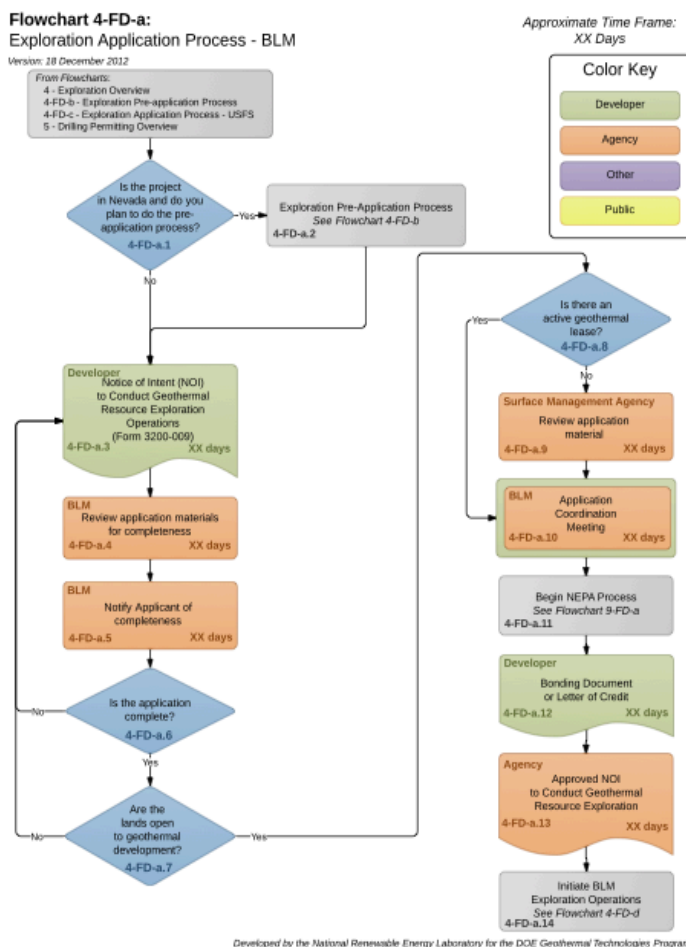 Flowchart 4-FD-a:
Exploration Application Process - BLM
Version: 18 December 2012
Approximate Time Frame:
XX Days
Color Key
Developer
Agency
Other
Public
From Flowcharts:
4 - Exploration Overview
4-FD-b - Exploration Pre-application Process
4-FD-c - Exploration Application Process - USFS
5 - Drilling Permitting Overview
Is the project
in Nevada and do you
plan to do the pre-
application process?
4-FD-a.1
Yes
No
Exploration Pre-Application Process
See Flowchart 4-FD-b
4-FD-a.2
Developer
Notice of Intent (NOI)
to Conduct Geothermal
Resource Exploration
Operations
(Form 3200-009)
4-FD-a.3 XX days
BLM
Review application materials
for completeness
4-FD-a.4 XX days
BLM
Notify Applicant of
completeness
4-FD-a.5 XX days
Is the application
complete?
4-FD-a.6
No
Yes
Are the
lands open
to geothermal
development?
4-FD-a.7
No
Yes
Is there an
active geothermal
lease?
4-FD-a.8
Yes
No
Surface Management Agency
Review application
material
4-FD-a.9 XX days
BLM
Application
Coordination
Meeting
4-FD-a.10 XX days
Begin NEPA Process
See Flowchart 9-FD-a
4-FD-a.11
Developer
Bonding Document
or Letter of Credit
4-FD-a.12 XX days
Agency
Approved NOI
to Conduct Geothermal
Resource Exploration
4-FD-a.13 XX days
Initiate BLM
Exploration Operations
See Flowchart 4-FD-d
4-FD-a.14
Developed by the National Renewable Energy Laboratory for the DOE Geothermal Technologies Progra